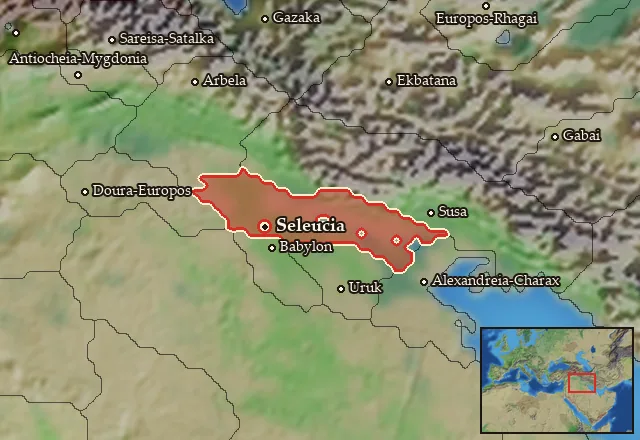 Gazaka
Europos-Rhagai
Sareisa-Satalka
Antiocheia-Mygdonia
Arbela
Ekbatana
Gabai
Doura-Europos
Susa
Seleucia
Babylon
Uruk
Alexandreia-Charax